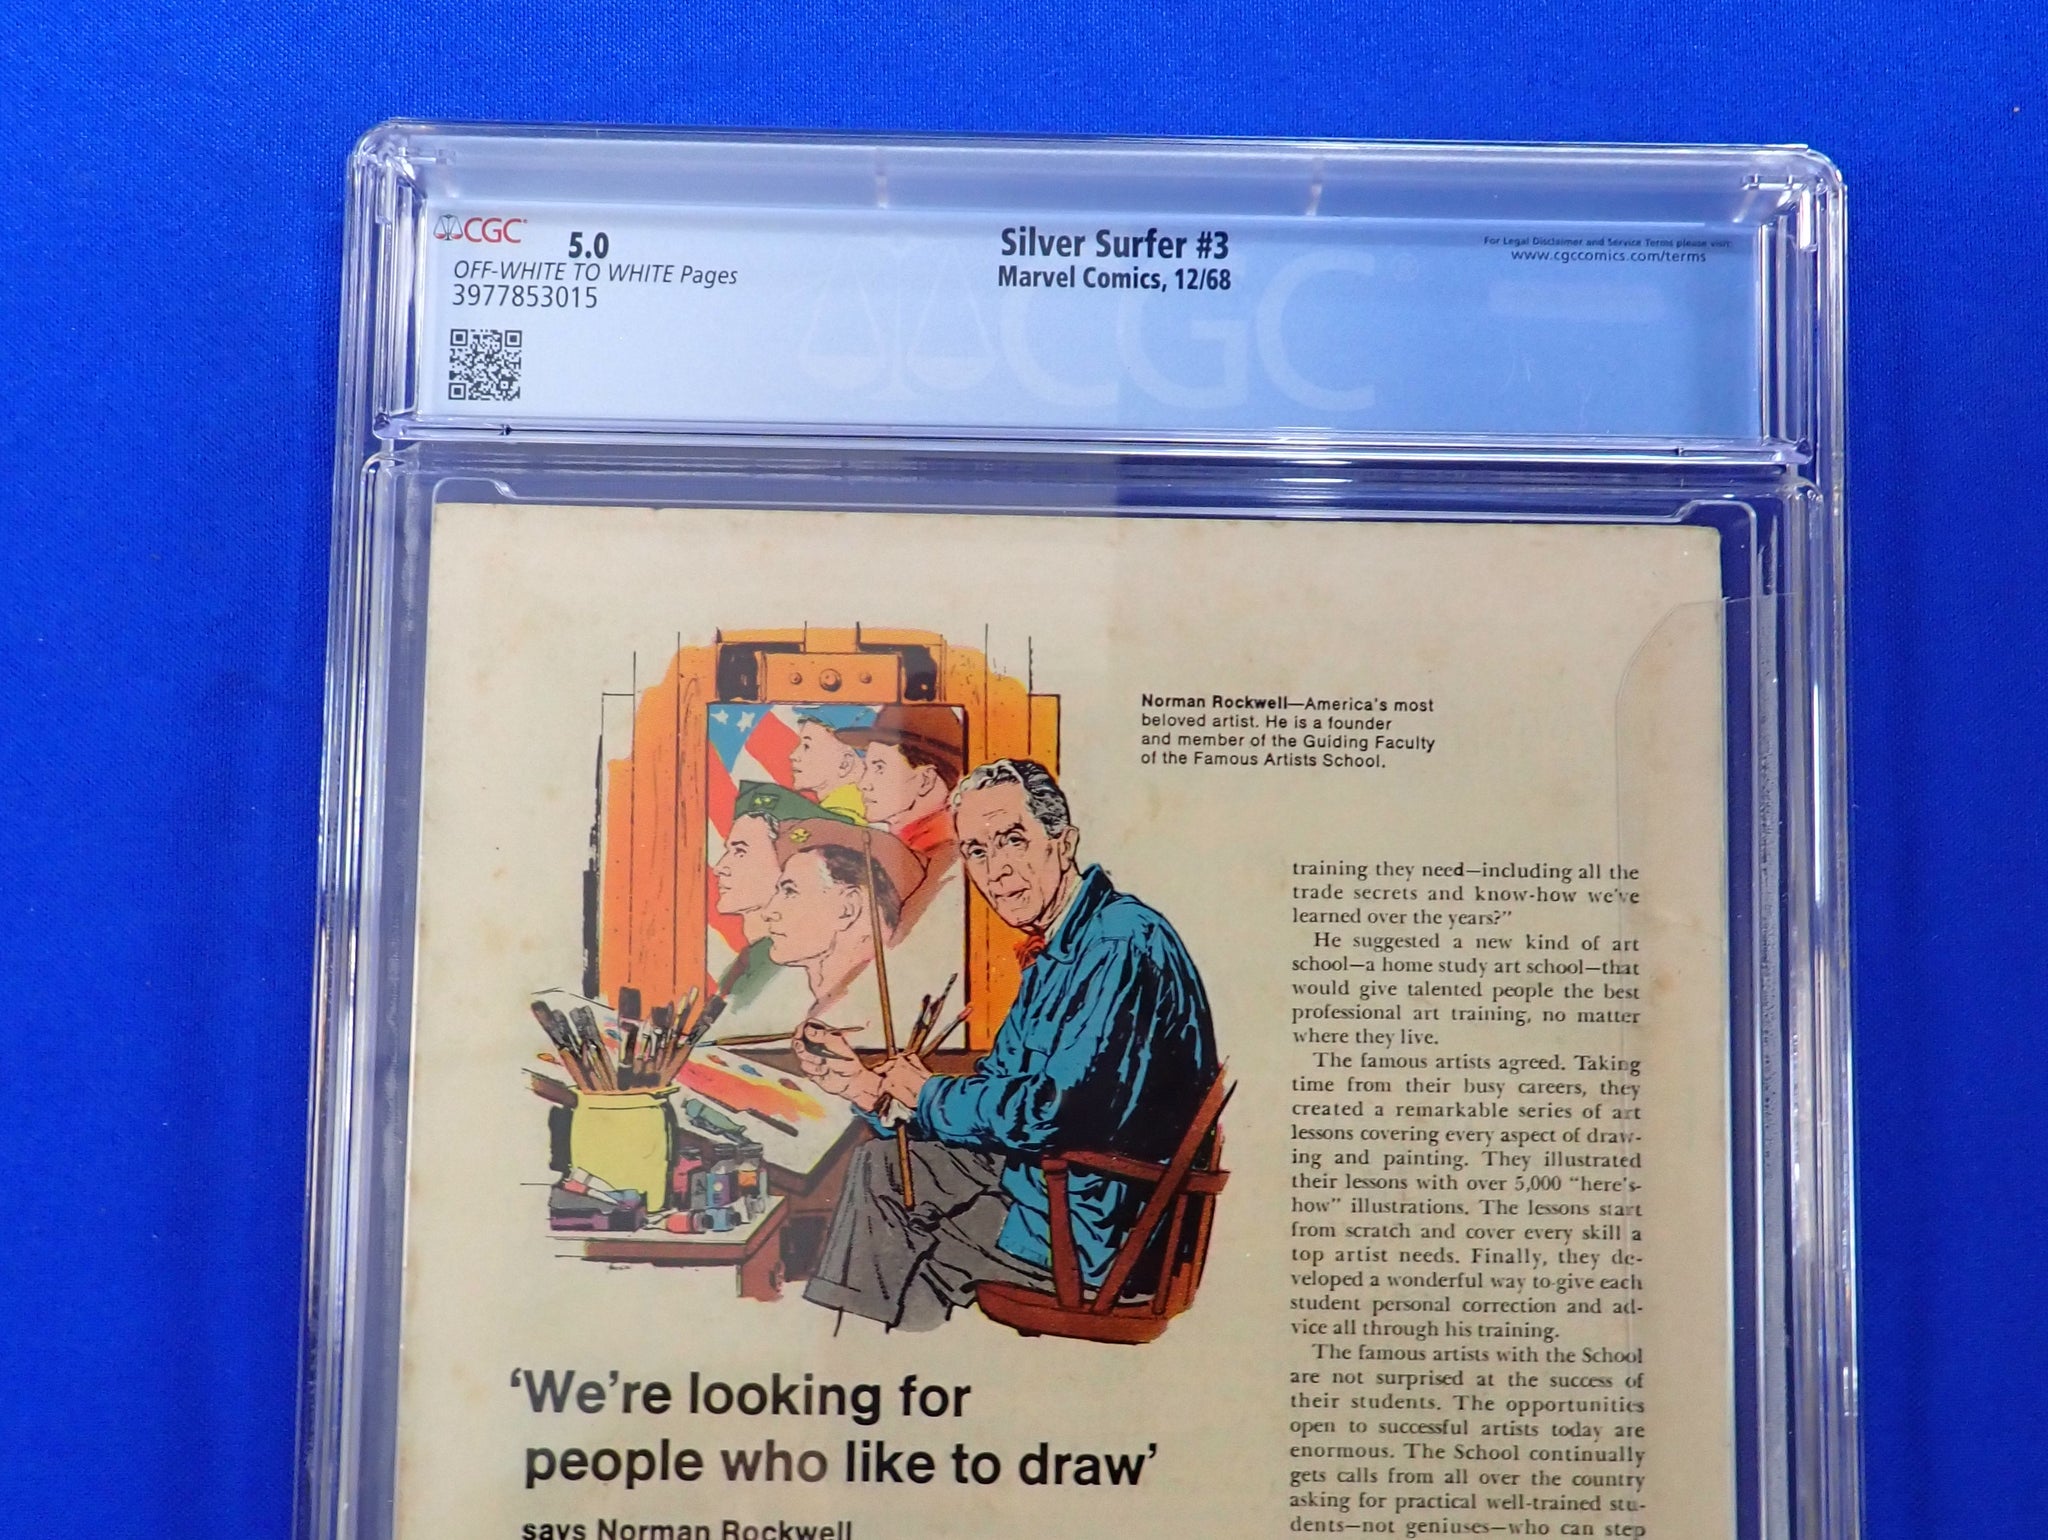 CGC
5.0
OFF-WHITE TO WHITE Pages
3977853015
Silver Surfer #3
Marvel Comics, 12/68
For Legal Disclaimer and Service Terms please visit:
www.cgccomics.com/terms
CGC
Norman Rockwell—America's most
beloved artist. He is a founder
and member of the Guiding Faculty
of the Famous Artists School.
'We're looking for
people who like to draw'
says Norman Rockwell
training they need—including all the
trade secrets and know-how we've
learned over the years?"
He suggested a new kind of art
school—a home study art school—that
would give talented people the best
professional art training, no matter
where they live.
The famous artists agreed. Taking
time from their busy careers, they
created a remarkable series of art
lessons covering every aspect of draw-
ing and painting. They illustrated
their lessons with over 5,000 "here's-
how" illustrations. The lessons start
from scratch and cover every skill a
top artist needs. Finally, they de-
veloped a wonderful way to give each
student personal correction and ad-
vice all through his training.
The famous artists with the School
are not surprised at the success of
their students. The opportunities
open to successful artists today are
enormous. The School continually
gets calls from all over the country
asking for practical well-trained stu-
dents—not geniuses—who can step